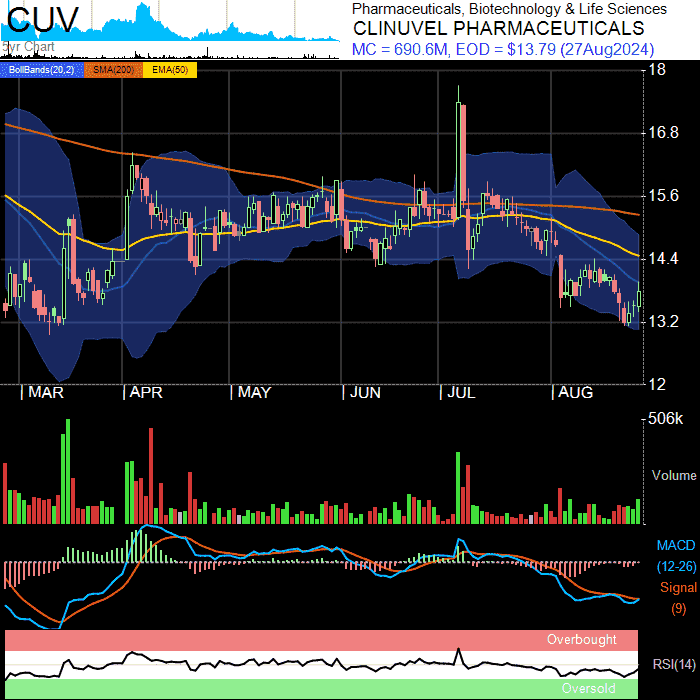 CUV
5yr Chart
Pharmaceuticals, Biotechnology & Life Sciences
CLINUVEL PHARMACEUTICALS
MC = 690.6M, EOD = $13.79 (27Aug2024)
BollBands(20,2) SMA(200) EMA(50)
18
16.8
15.6
14.4
13.2
12
| MAR | APR | MAY | JUN | JUL | AUG
506k
Volume
MACD
(12-26)
Signal
(9)
Overbought
RSI(14)
Oversold